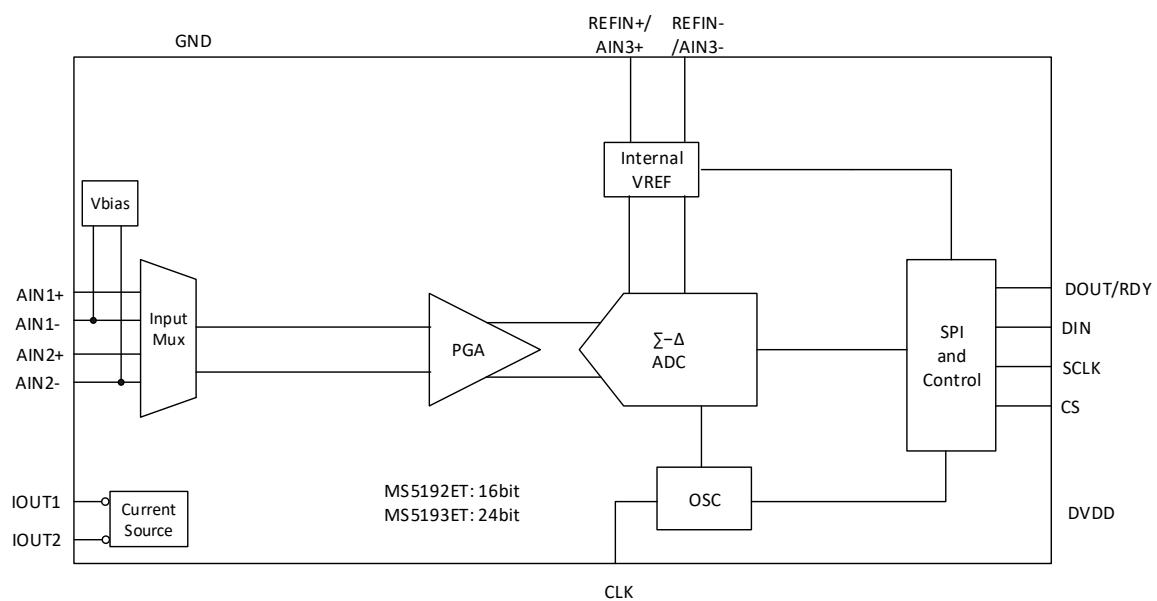 REFIN+/
AIN3+
REFIN-
/AIN3-
GND
Internal
VREF
Vbias
AIN1+
AIN1-
AIN2+
AIN2-
Input
Mux
PGA
∑−Δ
ADC
SPI
and
Control
DOUT/RDY
DIN
SCLK
CS
IOUT1
IOUT2
Current
Source
MS5192ET: 16bit
MS5193ET: 24bit
OSC
DVDD
CLK